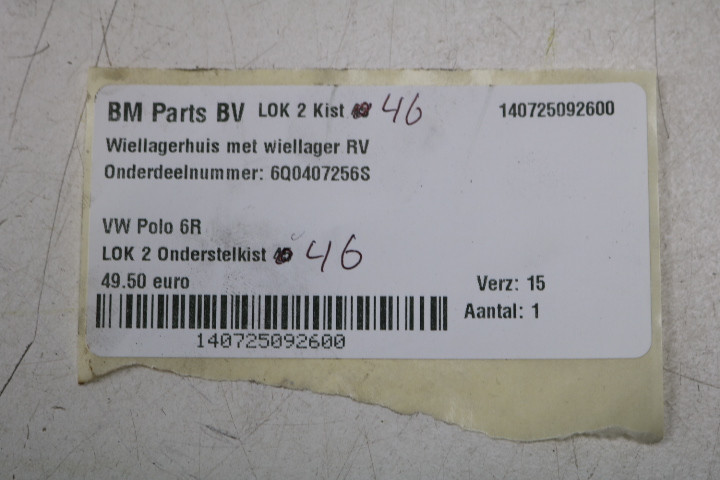 BM Parts BV LOK 2 Kist 46 140725092600
Wiellagerhuis met wiellager RV
Onderdeelnummer: 6Q0407256S
VW Polo 6R
LOK 2 Onderstelkist 46
49.50 euro Verz: 15
Aantal: 1
140725092600